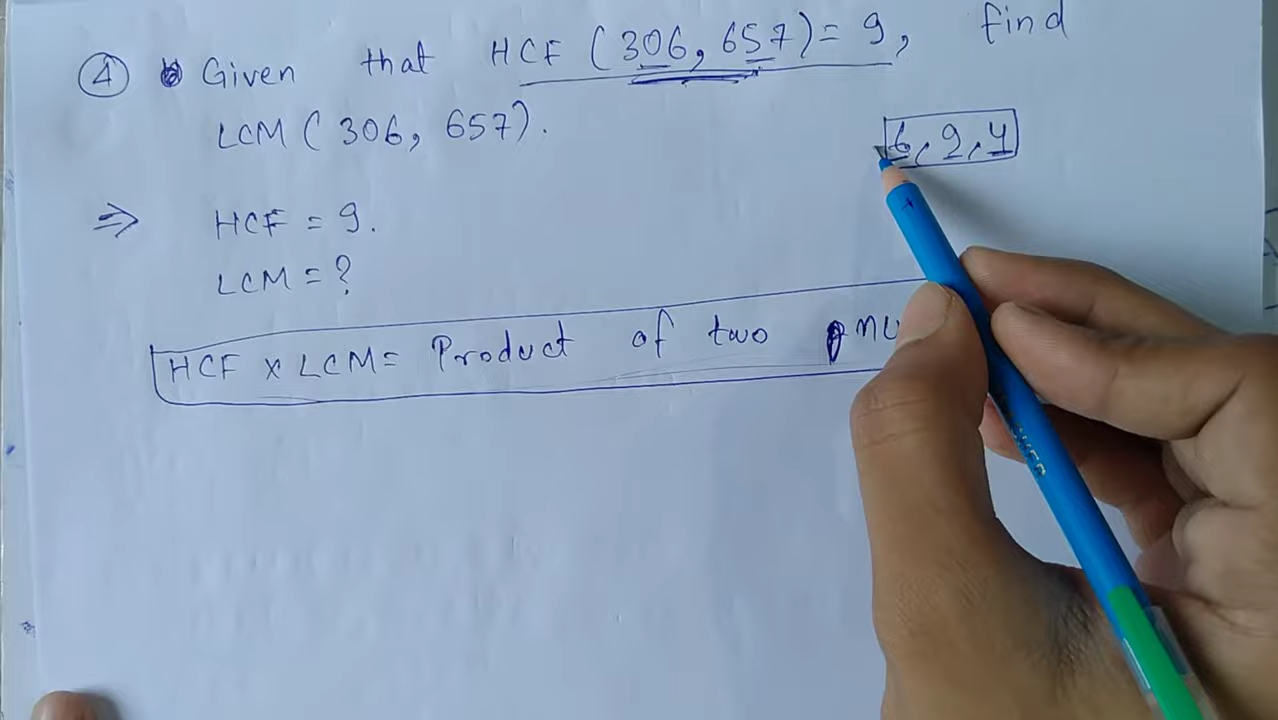 ④ Given that HCF (306, 657) = 9, find
LCM (306, 657).
6, 9, 4
⇒ HCF = 9.
LCM = ?
HCF x LCM = Product of two